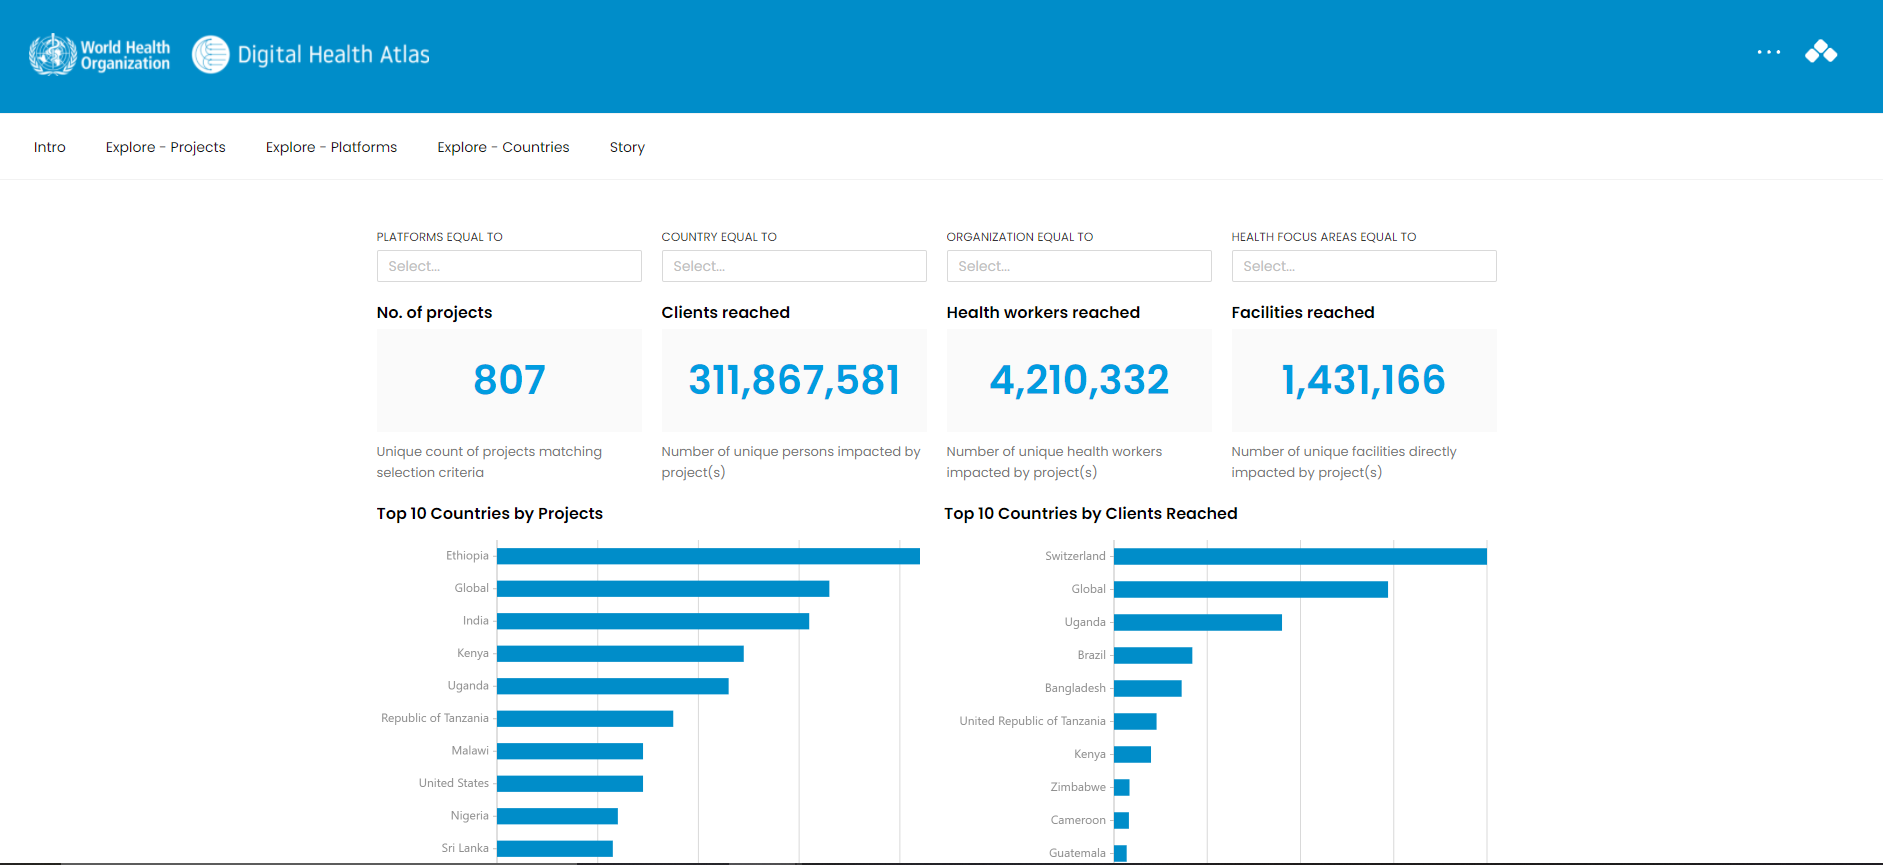 World Health
Organization
Digital Health Atlas
Intro
Explore - Projects
Explore - Platforms
Explore - Countries
Story
PLATFORMS EQUAL TO
COUNTRY EQUAL TO
ORGANIZATION EQUAL TO
HEALTH FOCUS AREAS EQUAL TO
Select...
Select...
Select...
Select...
No. of projects
Clients reached
Health workers reached
Facilities reached
807
311,867,581
4,210,332
1,431,166
Unique count of projects matching
selection criteria
Number of unique persons impacted by
project(s)
Number of unique health workers
impacted by project(s)
Number of unique facilities directly
impacted by project(s)
Top 10 Countries by Projects
Ethiopia
Global
India
Kenya
Uganda
Republic of Tanzania
Malawi
United States
Nigeria
Sri Lanka
Top 10 Countries by Clients Reached
Switzerland
Global
Uganda
Brazil
Bangladesh
United Republic of Tanzania
Kenya
Zimbabwe
Cameroon
Guatemala